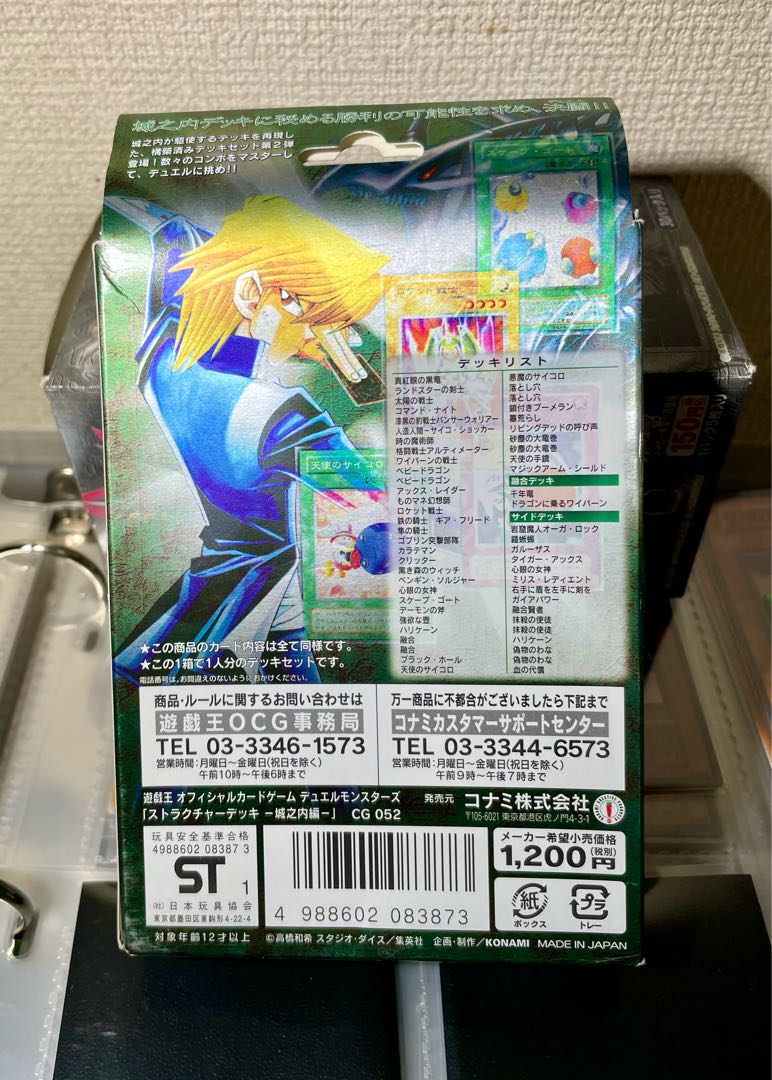 城之内デッキに秘める勝利の可能性を求め、決闘!!
城之内が駆使するデッキを再現し
た、構築済みデッキセット第2弾
登場!数々のコンボをマスターし
て、デュエルに挑め!!
スケープ・ゴート
ロケット戦士
天使のサイコロ
デッキリスト
真紅眼の黒竜
ランドスターの剣士
太陽の戦士
コマンド・ナイト
漆黒の豹戦士パンサーウォリアー
人造人間-サイコ・ショッカー
時の魔術師
格闘戦士アルティメーター
ワイバーンの戦士
ベビードラゴン
ベビードラゴン
アックス・レイダー
ものマネ幻想師
ロケット戦士
鉄の騎士 ギア・フリード
隼の騎士
ゴブリン突撃部隊
カラテマン
クリッター
黒き森のウィッチ
ペンギン・ソルジャー
心眼の女神
スケープ・ゴート
デーモンの斧
強欲な壺
ハリケーン
融合
融合
ブラック・ホール
天使のサイコロ
悪魔のサイコロ
落とし穴
落とし穴
鎖付きブーメラン
墓荒らし
リビングデッドの呼び声
砂塵の大竜巻
砂塵の大竜巻
天使の手鏡
マジックアーム・シールド
融合デッキ
千年竜
ドラゴンに乗るワイバーン
サイドデッキ
岩窟魔人オーガ・ロック
鎧蜥蜴
ガルーザス
タイガー・アックス
心眼の女神
ミリス・レディエント
右手に盾を左手に剣を
ガイアパワー
融合賢者
抹殺の使徒
抹殺の使徒
ハリケーン
偽物のわな
偽物のわな
血の代償
★この商品のカード内容は全て同様です。
★この1箱で1人分のデッキセットです。
電話番号は、お間違えのないようにおかけください。
商品・ルールに関するお問い合わせは
遊戯王OCG事務局
TEL 03-3346-1573
営業時間:月曜日~金曜日(祝日を除く)
午前10時~午後6時まで
万一商品に不都合がございましたら下記まで
コナミカスタマーサポートセンター
TEL 03-3344-6573
営業時間:月曜日~金曜日(祝日を除く)
午前9時~午後7時まで
遊戯王 オフィシャルカードゲーム デュエルモンスターズ
「ストラクチャーデッキ -城之内編-」 CG 052
発売元 コナミ株式会社
〒105-6021 東京都港区虎ノ門4-3-1
玩具安全基準合格
4988602 08387 3
ST 1
(社)日本玩具協会
東京都墨田区東駒形4-22-4
4 988602 083873
メーカー希望小売価格
1,200円(税別)
紙
ボックス
プラ
トレー
対象年齢12才以上
©高橋和希 スタジオ・ダイス/集英社 企画・制作/KONAMI MADE IN JAPAN
150円
1パック5枚入り